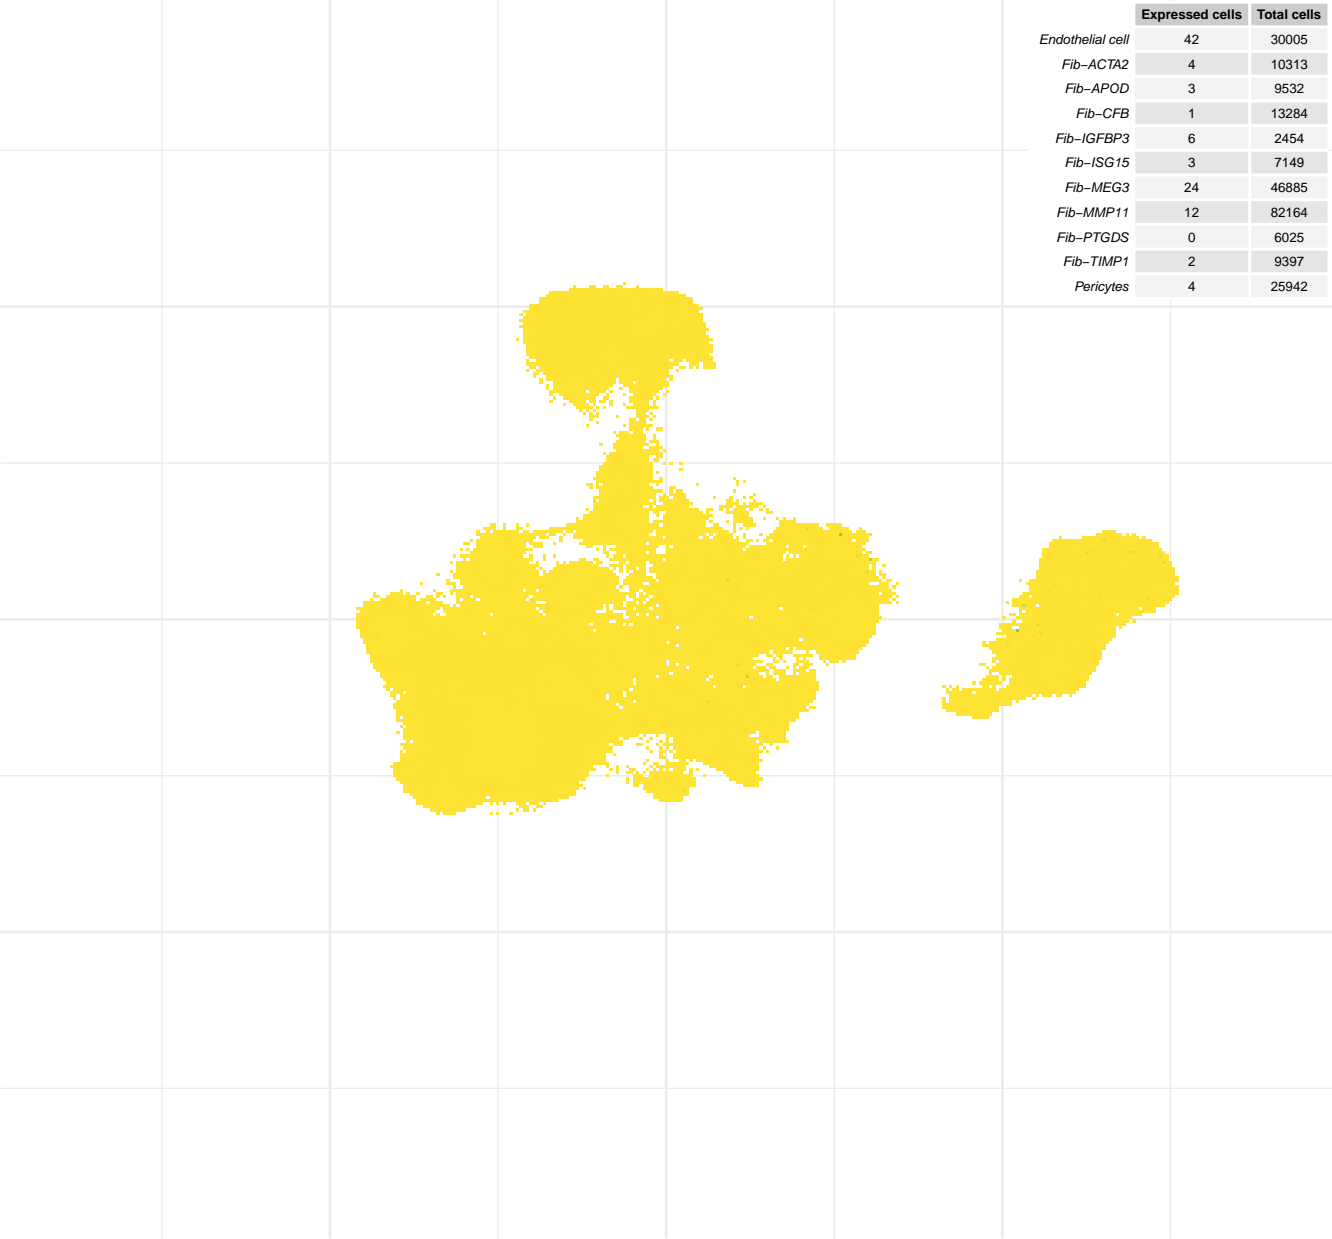 Expressed cells Total cells
Endothelial cell 42 30005
Fib−ACTA2 4 10313
Fib−APOD 3 9532
Fib−CFB 1 13284
Fib−IGFBP3 6 2454
Fib−ISG15 3 7149
Fib−MEG3 24 46885
Fib−MMP11 12 82164
Fib−PTGDS 0 6025
Fib−TIMP1 2 9397
Pericytes 4 25942